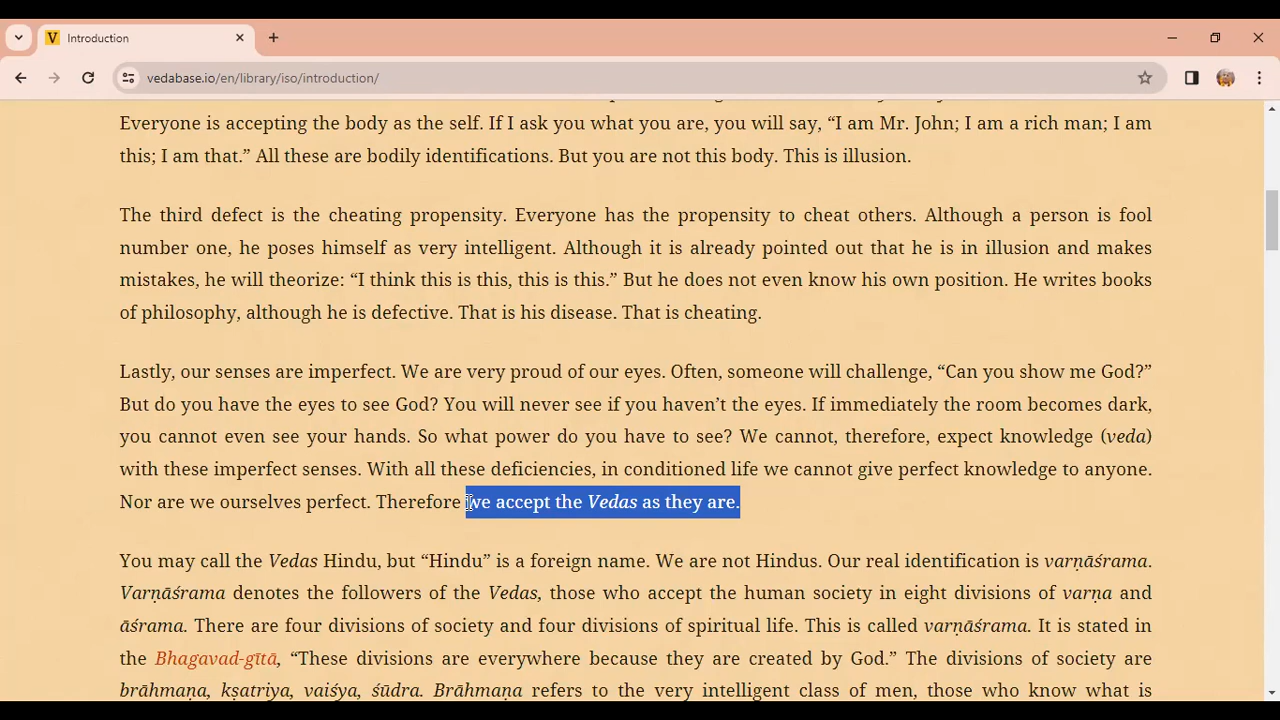 Introduction
vedabase.io/en/library/iso/introduction/
Everyone is accepting the body as the self. If I ask you what you are, you will say, “I am Mr. John; I am a rich man; I am
this; I am that.” All these are bodily identifications. But you are not this body. This is illusion.
The third defect is the cheating propensity. Everyone has the propensity to cheat others. Although a person is fool
number one, he poses himself as very intelligent. Although it is already pointed out that he is in illusion and makes
mistakes, he will theorize: “I think this is this, this is this.” But he does not even know his own position. He writes books
of philosophy, although he is defective. That is his disease. That is cheating.
Lastly, our senses are imperfect. We are very proud of our eyes. Often, someone will challenge, “Can you show me God?”
But do you have the eyes to see God? You will never see if you haven’t the eyes. If immediately the room becomes dark,
you cannot even see your hands. So what power do you have to see? We cannot, therefore, expect knowledge (veda)
with these imperfect senses. With all these deficiencies, in conditioned life we cannot give perfect knowledge to anyone.
Nor are we ourselves perfect. Therefore we accept the Vedas as they are.
You may call the Vedas Hindu, but “Hindu” is a foreign name. We are not Hindus. Our real identification is varṇāśrama.
Varṇāśrama denotes the followers of the Vedas, those who accept the human society in eight divisions of varṇa and
āśrama. There are four divisions of society and four divisions of spiritual life. This is called varṇāśrama. It is stated in
the Bhagavad-gītā, “These divisions are everywhere because they are created by God.” The divisions of society are
brāhmaṇa, kṣatriya, vaiśya, śūdra. Brāhmaṇa refers to the very intelligent class of men, those who know what is